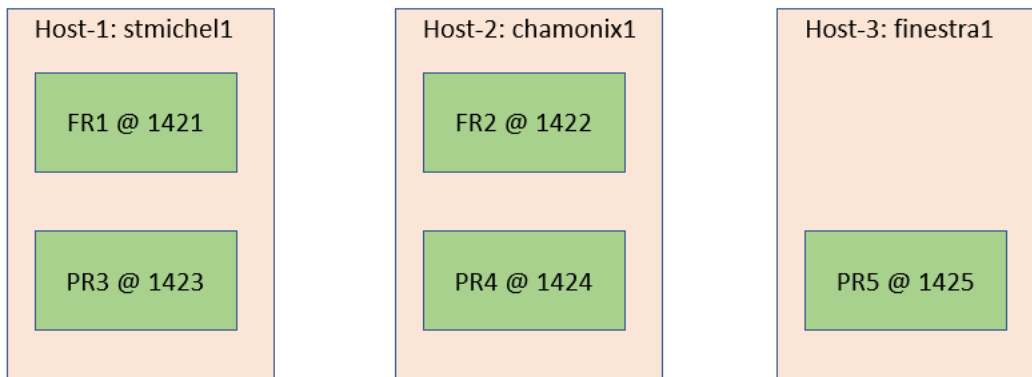 Host-1: stmichel1
FR1 @ 1421
PR3 @ 1423
Host-2: chamonix1
FR2 @ 1422
PR4 @ 1424
Host-3: finestra1
PR5 @ 1425